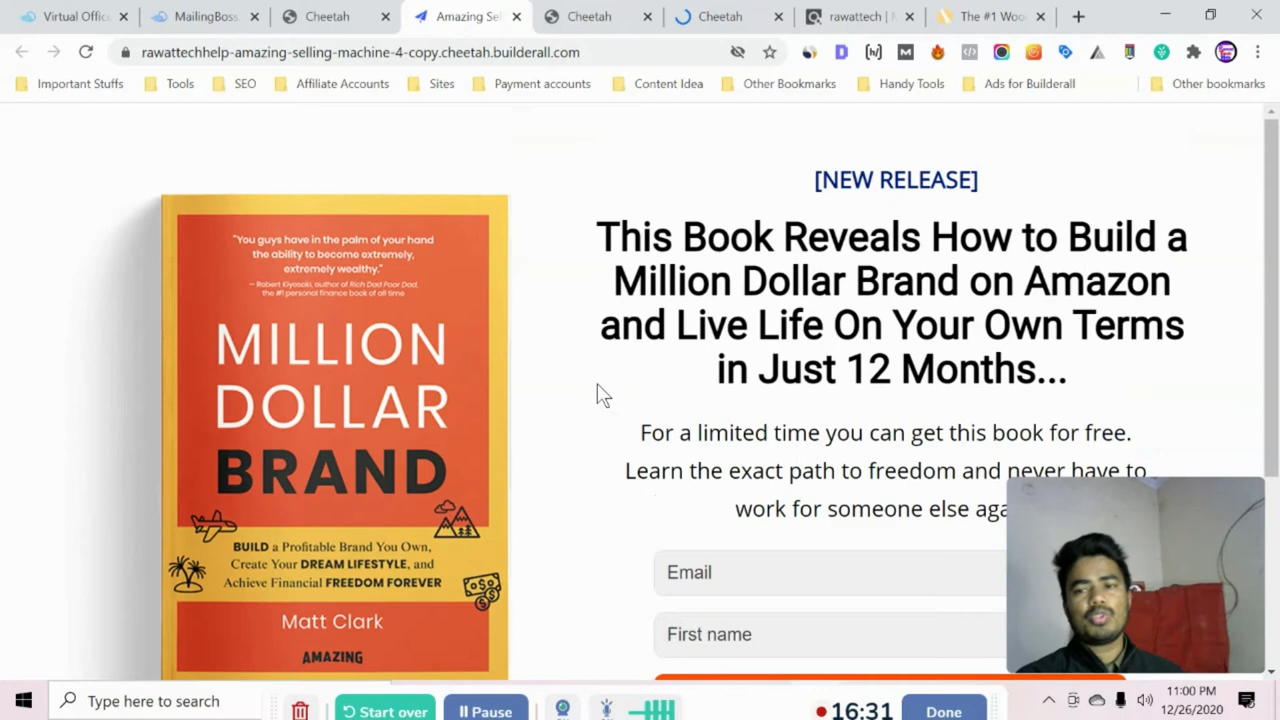 Virtual Offic
MailingBoss
Cheetah
Amazing Sel
Cheetah
Cheetah
rawattech | M
The #1 Woo
rawattechhelp-amazing-selling-machine-4-copy.cheetah.builderall.com
Important Stuffs
Tools
SEO
Affiliate Accounts
Sites
Payment accounts
Content Idea
Other Bookmarks
Handy Tools
Ads for Builderall
Other bookmarks
"You guys have in the palm of your hand
the ability to become extremely,
extremely wealthy."
— Robert Kiyosaki, author of Rich Dad Poor Dad,
the #1 personal finance book of all time
MILLION
DOLLAR
BRAND
BUILD a Profitable Brand You Own,
Create Your DREAM LIFESTYLE, and
Achieve Financial FREEDOM FOREVER
Matt Clark
AMAZING
[NEW RELEASE]
This Book Reveals How to Build a
Million Dollar Brand on Amazon
and Live Life On Your Own Terms
in Just 12 Months...
For a limited time you can get this book for free.
Learn the exact path to freedom and never have to
work for someone else aga
Email
First name
Type here to search
Start over
Pause
16:31
Done
11:00 PM
12/26/2020